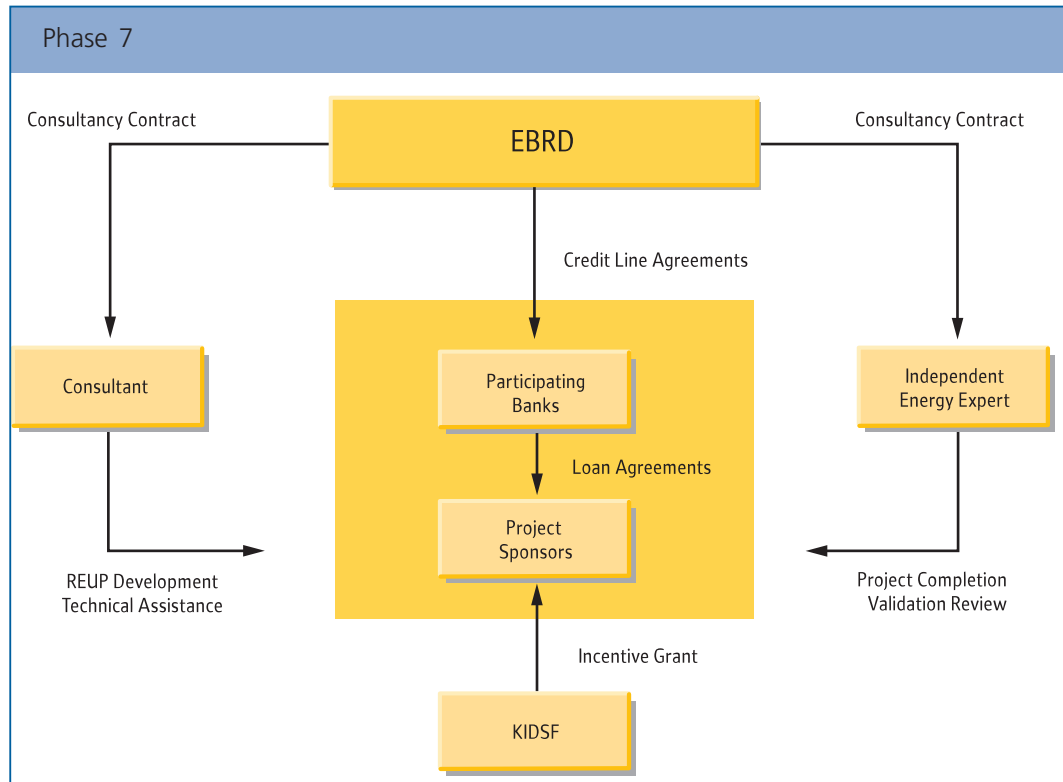 Phase 7
Consultancy Contract
EBRD
Consultancy Contract
Credit Line Agreements
Consultant
Participating
Banks
Independent
Energy Expert
Loan Agreements
Project
Sponsors
REUP Development
Technical Assistance
Project Completion
Validation Review
Incentive Grant
KIDSF